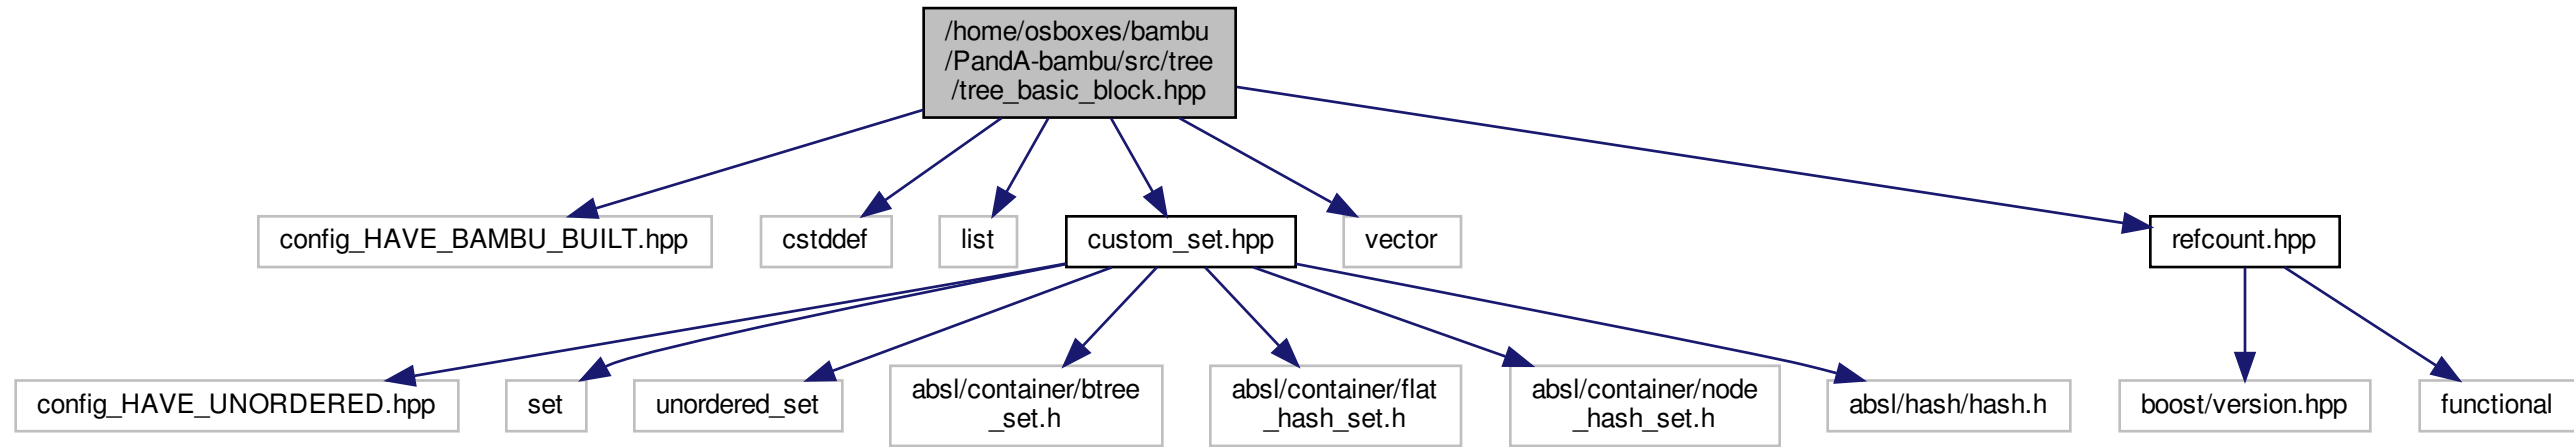 /home/osboxes/bambu
/PandA-bambu/src/tree
/tree_basic_block.hpp
config_HAVE_BAMBU_BUILT.hpp
cstddef
list
custom_set.hpp
vector
refcount.hpp
config_HAVE_UNORDERED.hpp
set
unordered_set
absl/container/btree
_set.h
absl/container/flat
_hash_set.h
absl/container/node
_hash_set.h
absl/hash/hash.h
boost/version.hpp
functional